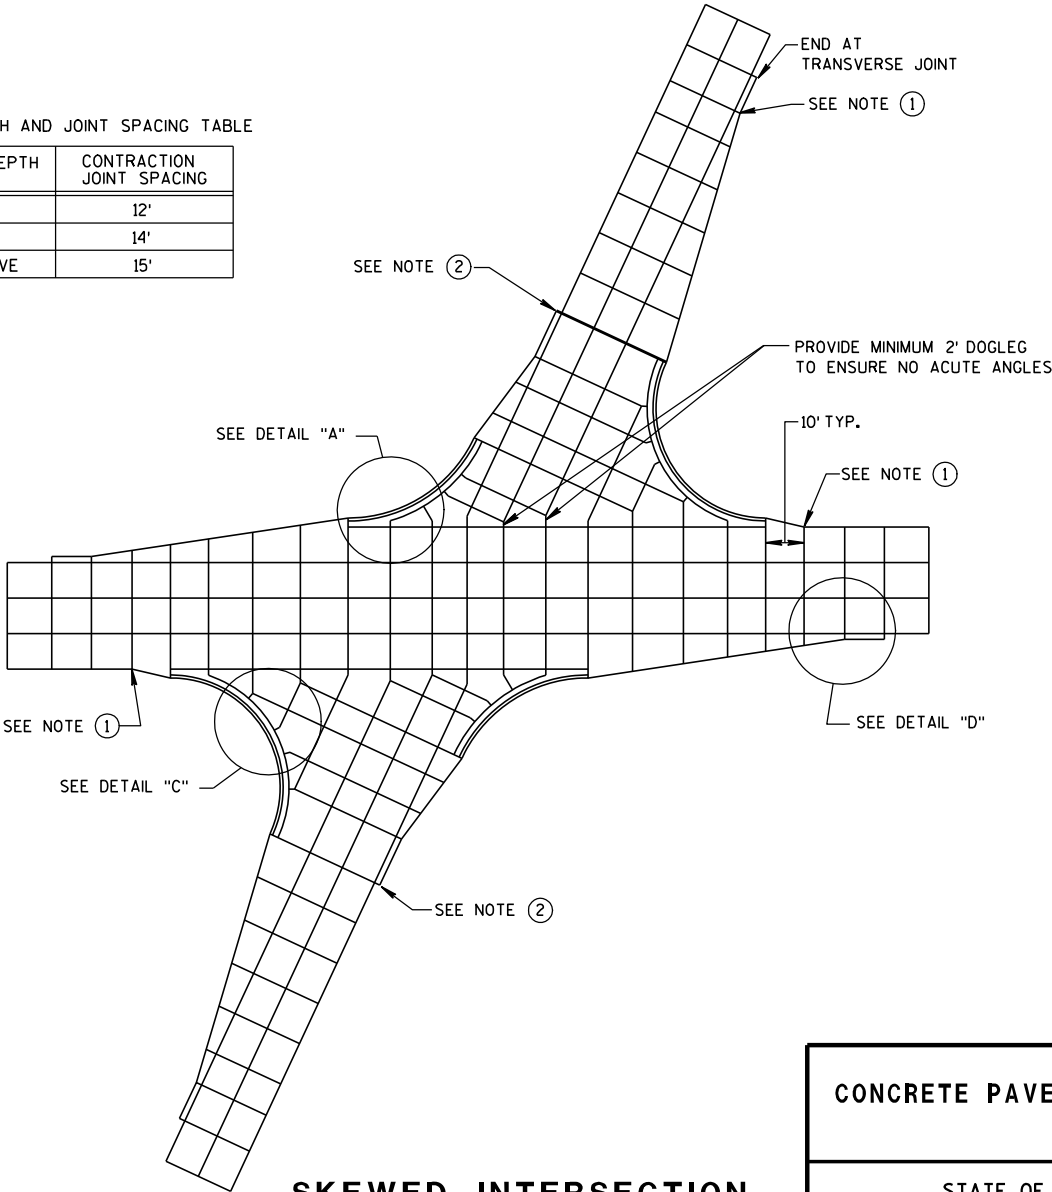 END AT
TRANSVERSE JOINT
SEE NOTE 1
H AND JOINT SPACING TABLE
EPTH
CONTRACTION
JOINT SPACING
12'
14'
VE 15'
SEE NOTE 2
PROVIDE MINIMUM 2' DOGLEG
TO ENSURE NO ACUTE ANGLES
10' TYP.
SEE DETAIL "A"
SEE NOTE 1
SEE NOTE 1
SEE DETAIL "D"
SEE DETAIL "C"
SEE NOTE 2
CONCRETE PAVE
SKEWED INTERSECTION
STATE OF